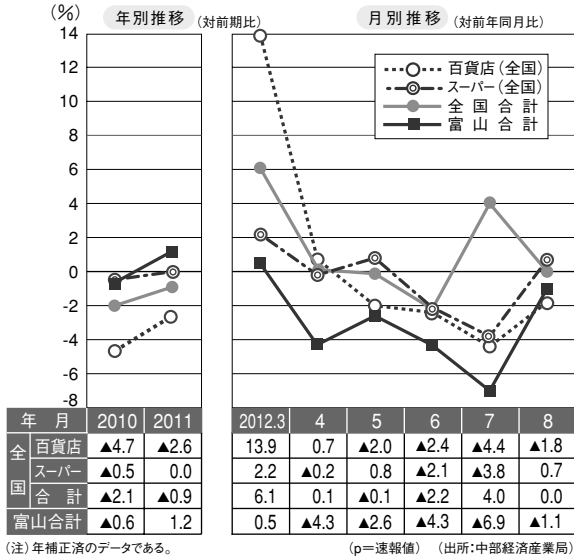 (%)
年別推移 (対前期比)
月別推移 (対前年同月比)
14
12
10
8
6
4
2
0
-2
-4
-6
-8
百貨店(全国)
スーパー(全国)
全国合計
富山合計
年 月 2010 2011 2012.3 4 5 6 7 8
全国 百貨店 ▲4.7 ▲2.6 13.9 0.7 ▲2.0 ▲2.4 ▲4.4 ▲1.8
スーパー ▲0.5 0.0 2.2 ▲0.2 0.8 ▲2.1 ▲3.8 0.7
合計 ▲2.1 ▲0.9 6.1 0.1 ▲0.1 ▲2.2 4.0 0.0
富山合計 ▲0.6 1.2 0.5 ▲4.3 ▲2.6 ▲4.3 ▲6.9 ▲1.1
(注)年補正済のデータである。 (p=速報値) (出所:中部経済産業局)